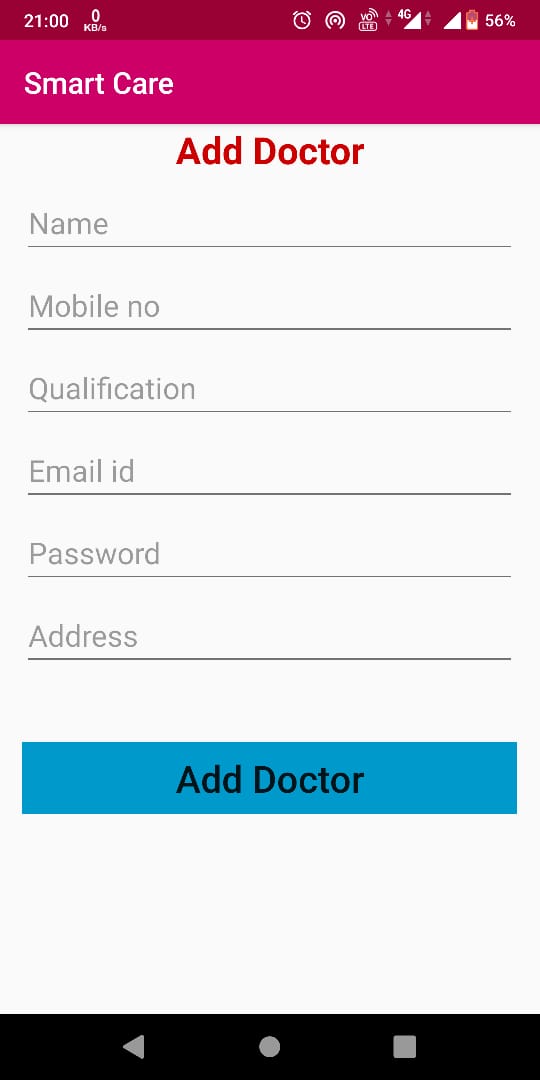 21:00 0 KB/s VO LTE 4G 56%
Smart Care
Add Doctor
Name
Mobile no
Qualification
Email id
Password
Address
Add Doctor